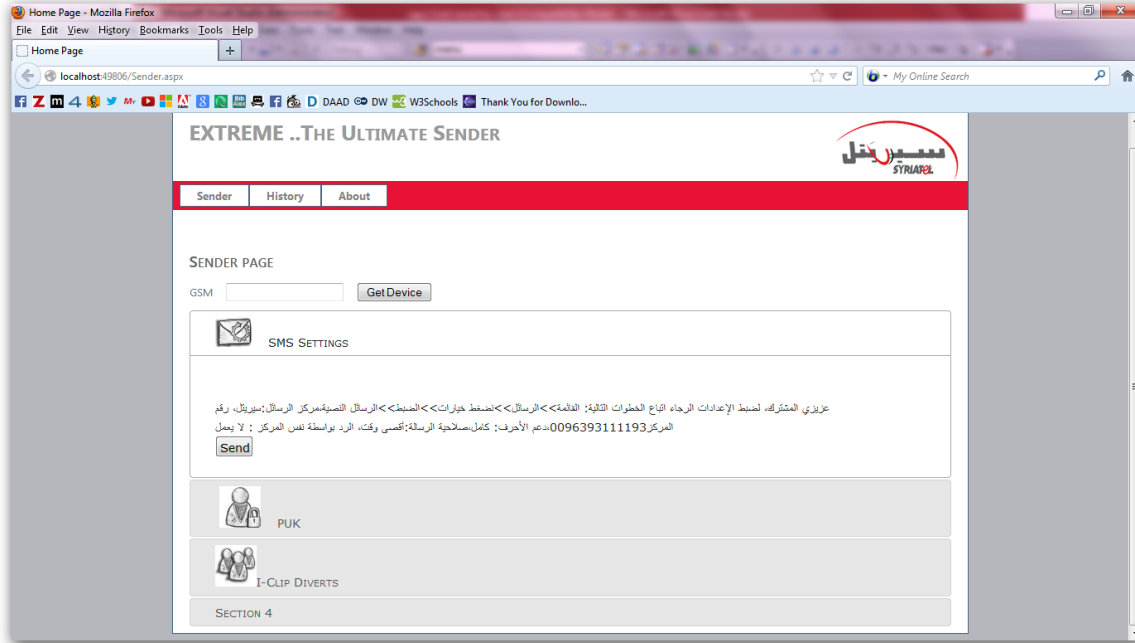 Home Page - Mozilla Firefox
File Edit View History Bookmarks Tools Help
Home Page
localhost:49806/Sender.aspx
My Online Search
DAAD DW W3Schools Thank You for Downlo...
EXTREME ..The Ultimate Sender
سيريتل
SYRIATEL
Sender History About
Sender page
GSM Get Device
SMS Settings
عزيزي المشترك، لضبط الإعدادات الرجاء اتباع الخطوات التالية: القائمة>>الرسائل>>نضغط خيارات>>الضبط>>الرسائل النصية،مركز الرسائل:سيريتل، رقم
المركز0096393111193،دعم الأحرف: كامل،صلاحية الرسالة:أقصى وقت، الرد بواسطة نفس المركز : لا يعمل
Send
PUK
I-Clip Diverts
Section 4